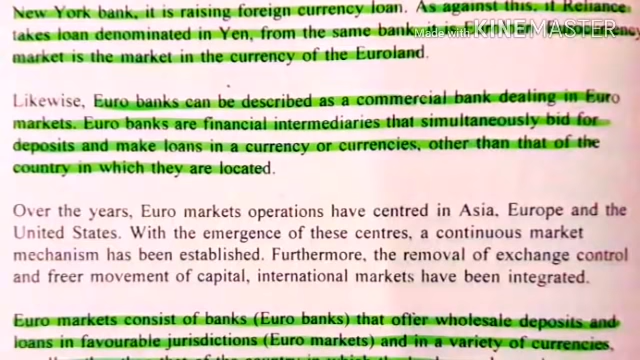 New York bank, it is raising foreign currency loan. As against this, if Reliance
takes loan denominated in Yen, from the same bank, it is
Made with KINEMASTER
market is the market in the currency of the Euroland.
Likewise, Euro banks can be described as a commercial bank dealing in Euro
markets. Euro banks are financial intermediaries that simultaneously bid for
deposits and make loans in a currency or currencies, other than that of the
country in which they are located.
Over the years, Euro markets operations have centred in Asia, Europe and the
United States. With the emergence of these centres, a continuous market
mechanism has been established. Furthermore, the removal of exchange control
and freer movement of capital, international markets have been integrated.
Euro markets consist of banks (Euro banks) that offer wholesale deposits and
loans in favourable jurisdictions (Euro markets) and in a variety of currencies,